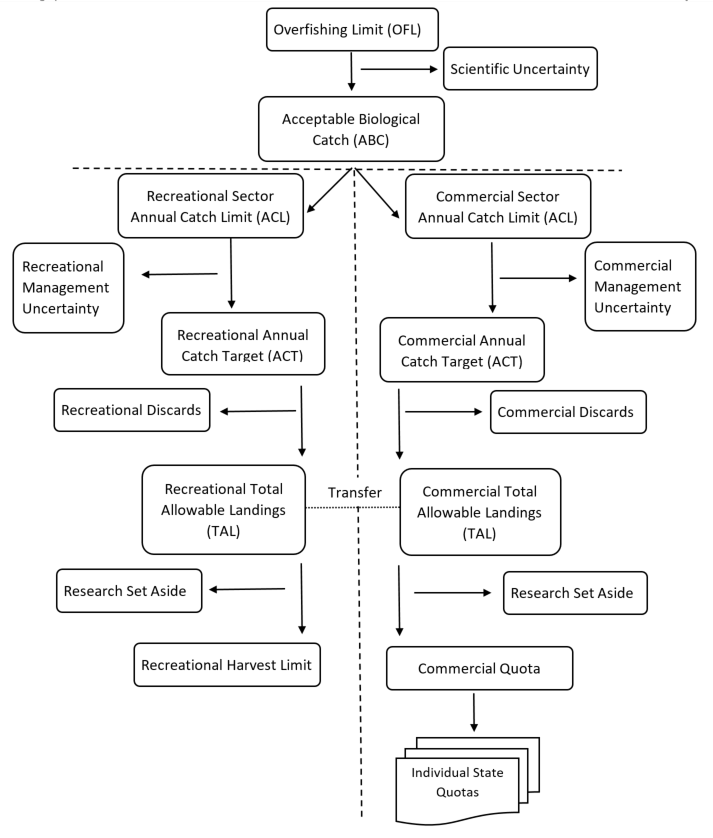 Overfishing Limit (OFL)
Scientific Uncertainty
Acceptable Biological
Catch (ABC)
Recreational Sector
Annual Catch Limit (ACL)
Commercial Sector
Annual Catch Limit (ACL)
Recreational
Management
Uncertainty
Commercial
Management
Uncertainty
Recreational Annual
Catch Target (ACT)
Commercial Annual
Catch Target (ACT)
Recreational Discards
Commercial Discards
Recreational Total
Allowable Landings
(TAL)
Transfer
Commercial Total
Allowable Landings
(TAL)
Research Set Aside
Research Set Aside
Recreational Harvest Limit
Commercial Quota
Individual State
Quotas